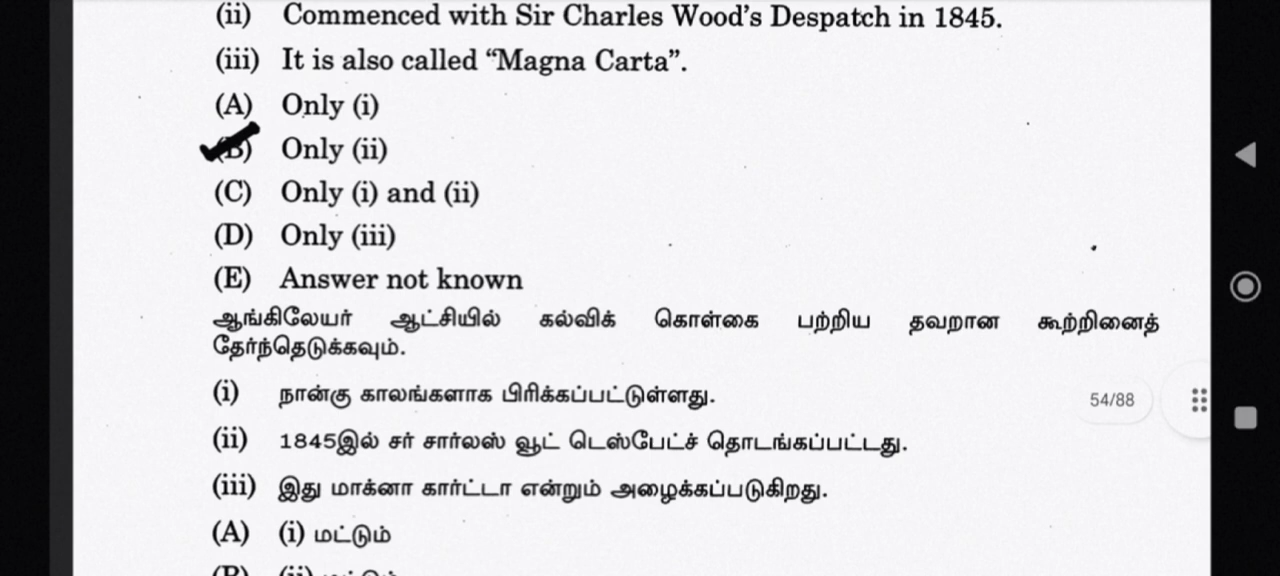 (ii) Commenced with Sir Charles Wood's Despatch in 1845.
(iii) It is also called “Magna Carta”.
(A) Only (i)
(B) Only (ii)
(C) Only (i) and (ii)
(D) Only (iii)
(E) Answer not known
ஆங்கிலேயர் ஆட்சியில் கல்விக் கொள்கை பற்றிய தவறான கூற்றினைத்
தேர்ந்தெடுக்கவும்.
(i) நான்கு காலங்களாக பிரிக்கப்பட்டுள்ளது.
54/88
(ii) 1845இல் சர் சார்லஸ் வூட் டெஸ்பேட்ச் தொடங்கப்பட்டது.
(iii) இது மாக்னா கார்ட்டா என்றும் அழைக்கப்படுகிறது.
(A) (i) மட்டும்
(B) (ii) மட்டும்